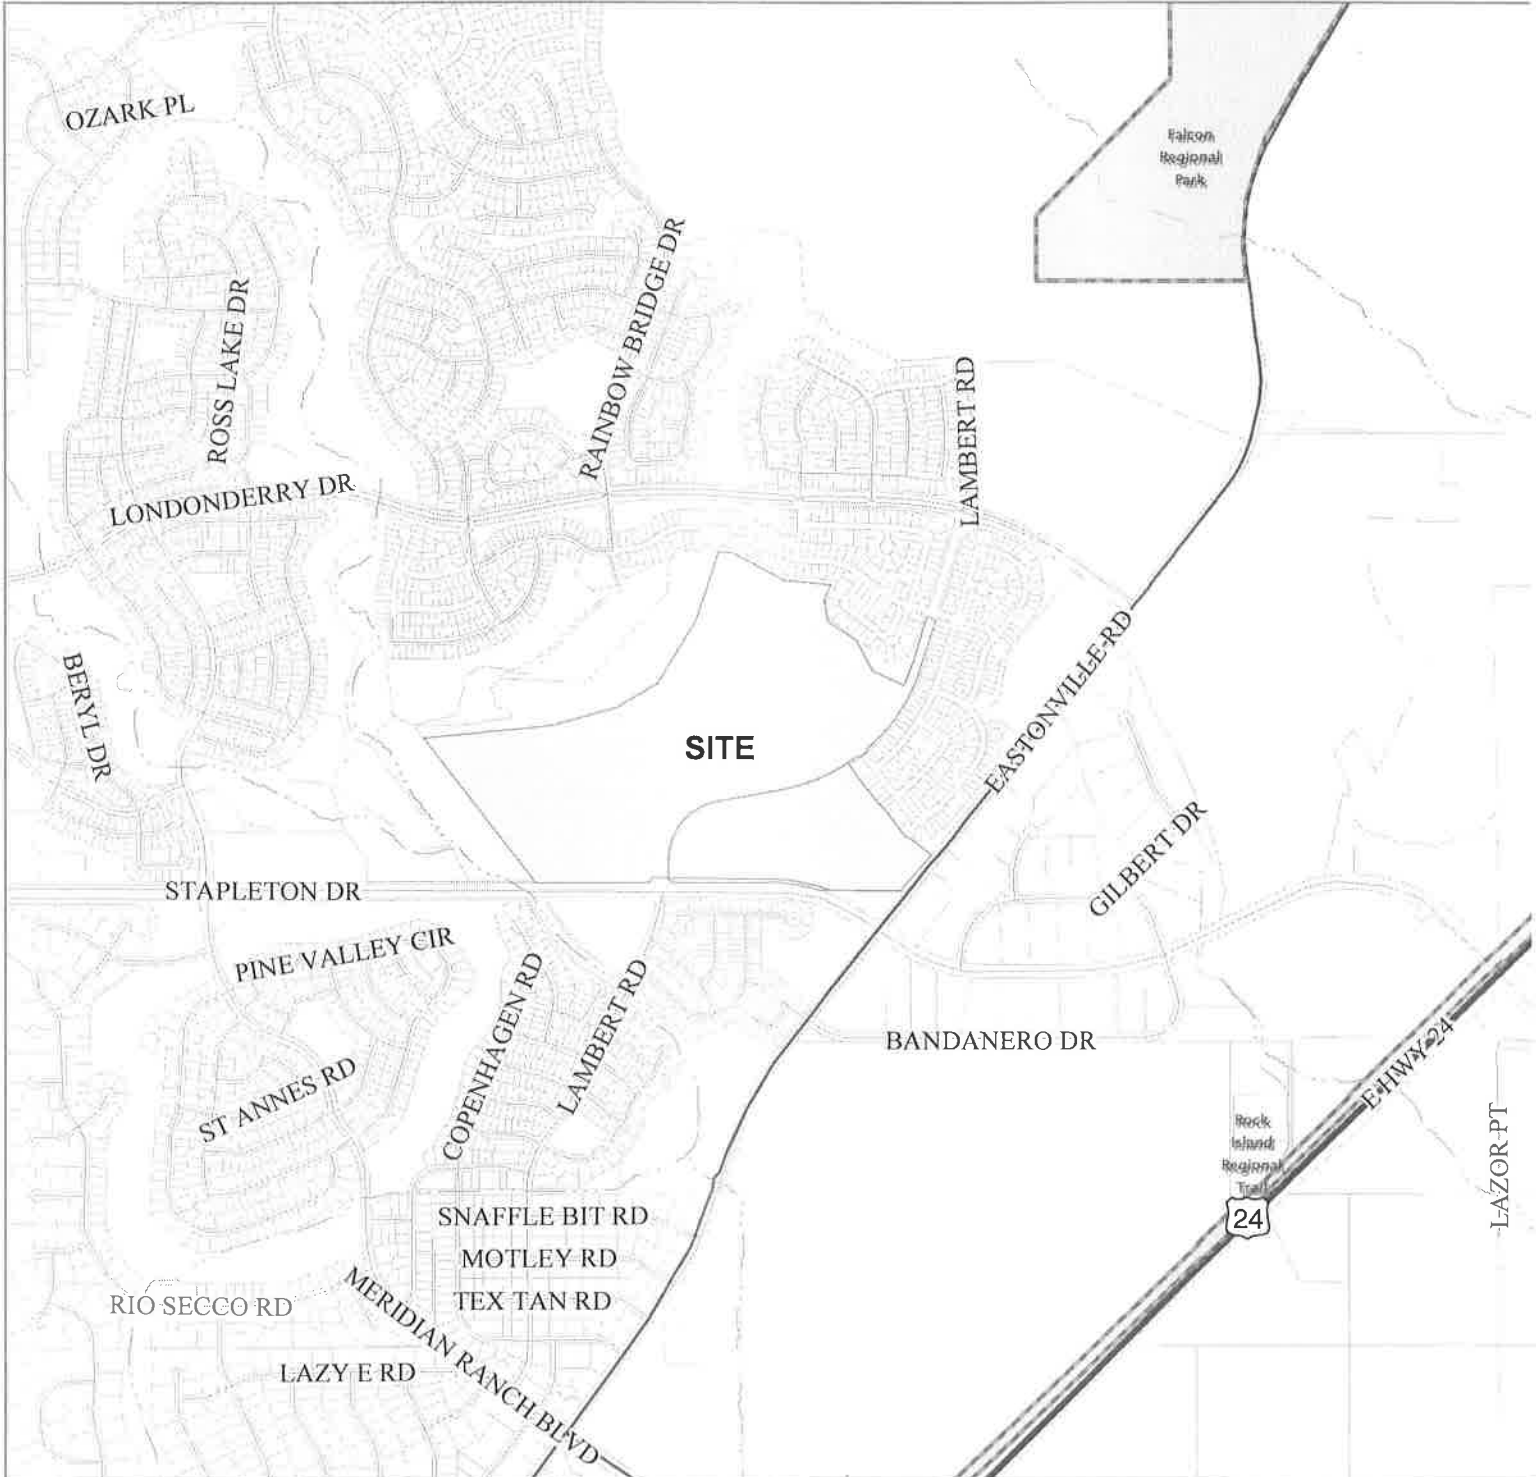 OZARK PL
Falcon
Regional
Park
RAINBOW BRIDGE DR
ROSS LAKE DR
LAMBERT RD
LONDONDERRY DR
EASTONVILLE RD
BERYL DR
SITE
GILBERT DR
STAPLETON DR
PINE VALLEY CIR
COPENHAGEN RD
LAMBERT RD
BANDANERO DR
E HWY 24
ST ANNES RD
Rock
Island
Regional
Trail
LAZOR PT
24
SNAFFLE BIT RD
MOTLEY RD
TEX TAN RD
RIO SECCO RD
MERIDIAN RANCH BLVD
LAZY E RD